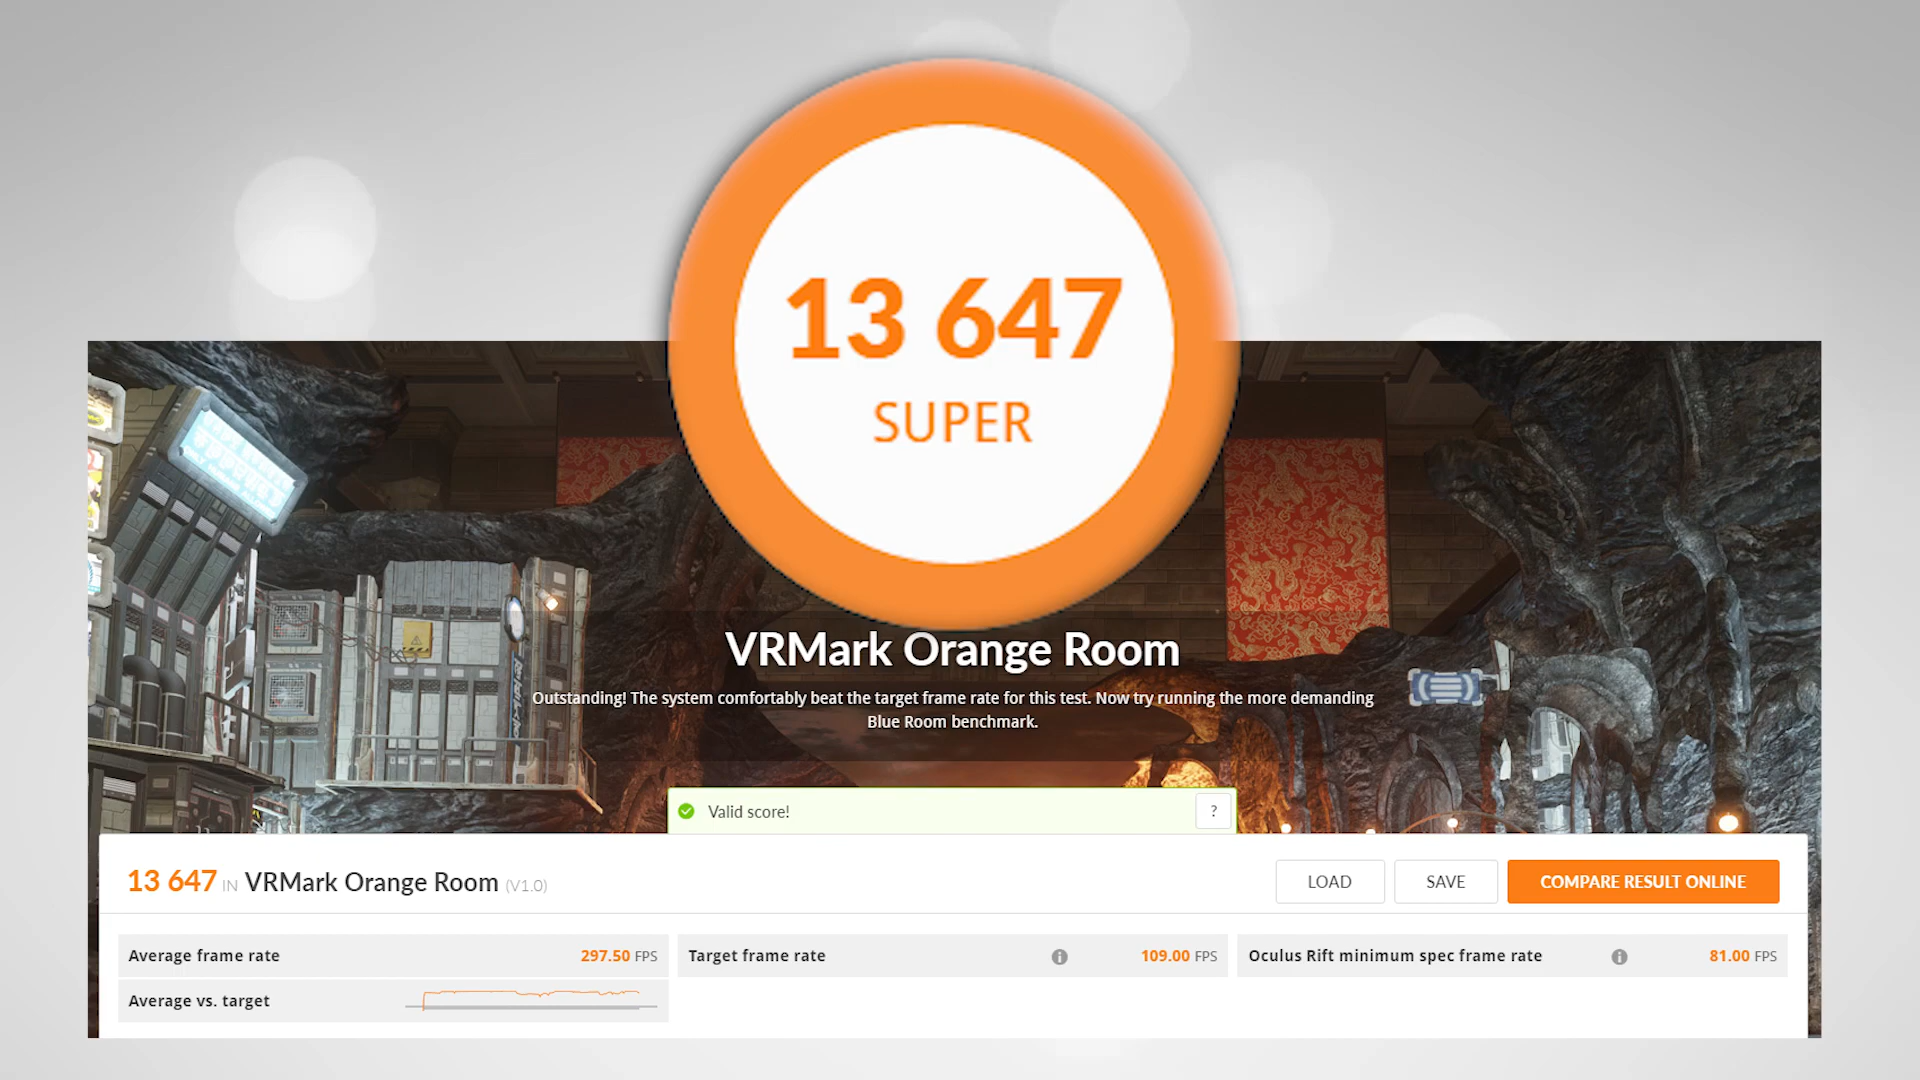 13 647
SUPER
VRMark Orange Room
Outstanding! The system comfortably beat the target frame rate for this test. Now try running the more demanding
Blue Room benchmark.
Valid score!
?
13 647 IN VRMark Orange Room (V1.0)
LOAD
SAVE
COMPARE RESULT ONLINE
Average frame rate
297.50 FPS
Target frame rate
109.00 FPS
Oculus Rift minimum spec frame rate
81.00 FPS
Average vs. target